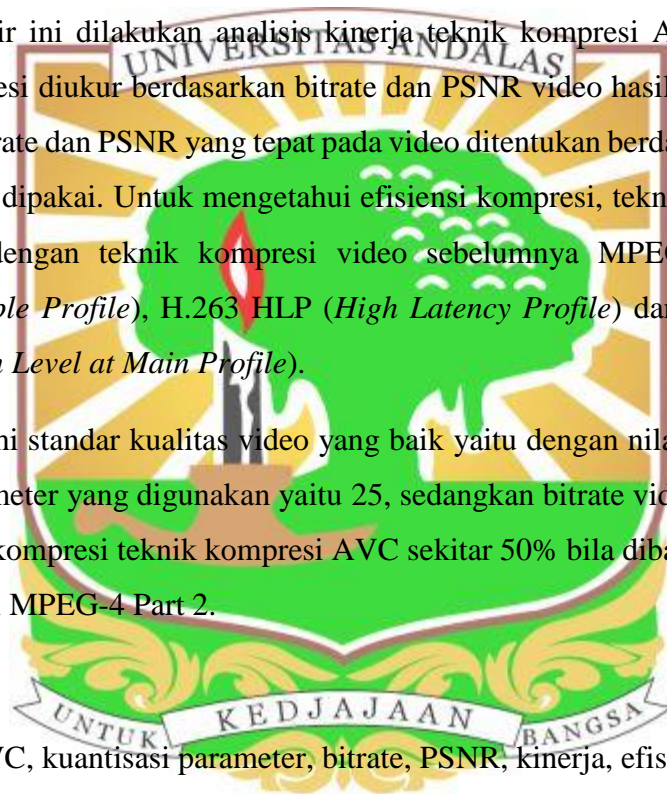 ir ini dilakukan analisis kinerja teknik kompresi A
UNIVERSITAS ANDALAS
esi diukur berdasarkan bitrate dan PSNR video hasil
rate dan PSNR yang tepat pada video ditentukan berda
dipakai. Untuk mengetahui efisiensi kompresi, tekn
dengan teknik kompresi video sebelumnya MPEG
ple Profile), H.263 HLP (High Latency Profile) dan
n Level at Main Profile).
ni standar kualitas video yang baik yaitu dengan nila
meter yang digunakan yaitu 25, sedangkan bitrate vid
kompresi teknik kompresi AVC sekitar 50% bila diba
MPEG-4 Part 2.
UNTUK KEDJAJAAN BANGSA
VC, kuantisasi parameter, bitrate, PSNR, kinerja, efis